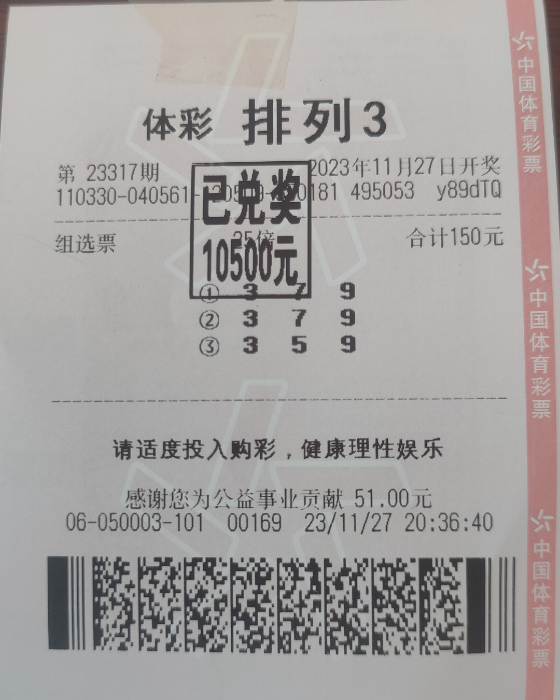 体彩 排列3
第 23317期 2023年11月27日开奖
110330-040561- 181 495053 y89dTQ
已兑奖
10500元
组选票 25倍 合计150元
① 3 7 9
② 3 7 9
③ 3 5 9
请适度投入购彩，健康理性娱乐
感谢您为公益事业贡献 51.00元
06-050003-101 00169 23/11/27 20:36:40
中国体育彩票
中国体育彩票
中国体育彩票